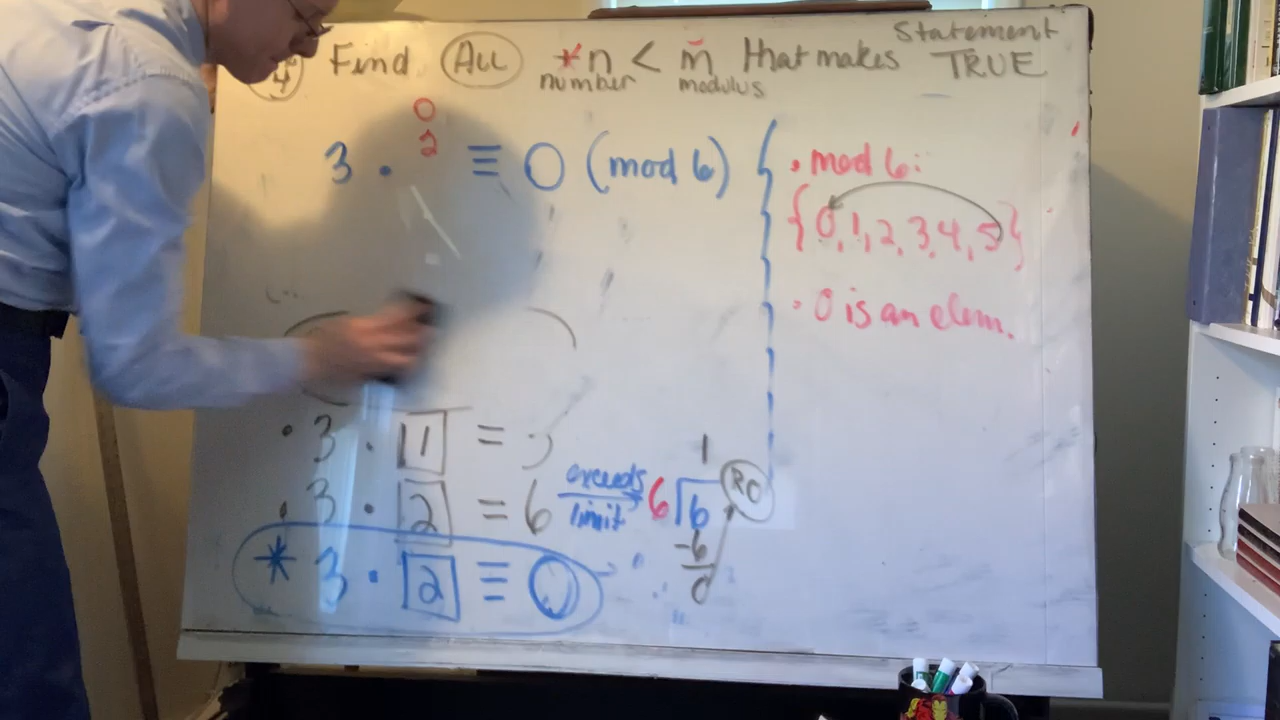 4 Find All *n < m that makes Statement TRUE
number modulus
0
2
3 · ≡ 0 (mod 6)
• mod 6:
{0,1,2,3,4,5}
• 0 is an elem.
• 3 · 1 = 3
• 3 · 2 = 6 exceeds limit 6)6 1 R0
-6
0
* 3 · 2 ≡ 0